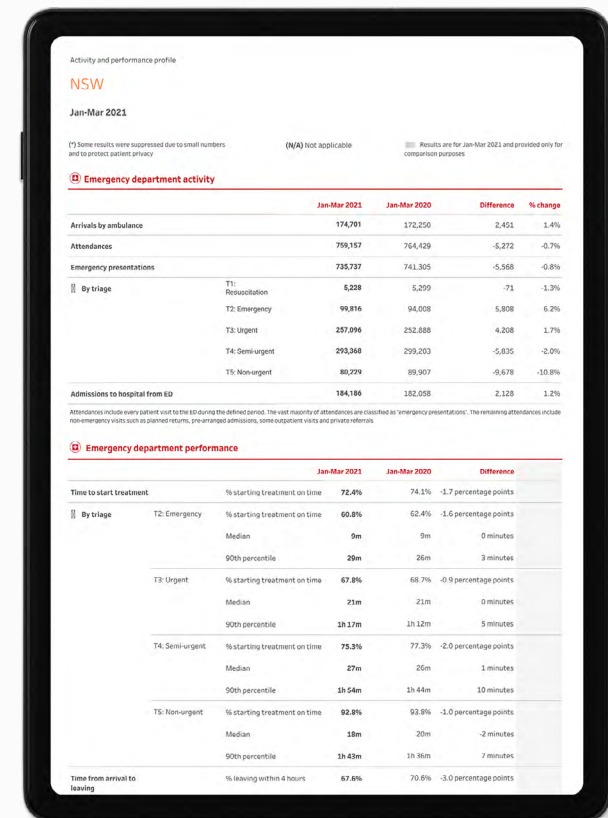 Activity and performance profile
NSW
Jan-Mar 2021
(*) Some results were suppressed due to small numbers
and to protect patient privacy
(N/A) Not applicable
Results are for Jan-Mar 2021 and provided only for
comparison purposes
Emergency department activity
Jan-Mar 2021 Jan-Mar 2020 Difference % change
Arrivals by ambulance 174,701 172,250 2,451 1.4%
Attendances 759,157 764,429 -5,272 -0.7%
Emergency presentations 735,737 741,305 -5,568 -0.8%
By triage T1:
Resuscitation 5,228 5,299 -71 -1.3%
T2: Emergency 99,816 94,008 5,808 6.2%
T3: Urgent 257,096 252,888 4,208 1.7%
T4: Semi-urgent 293,368 299,203 -5,835 -2.0%
T5: Non-urgent 80,229 89,907 -9,678 -10.8%
Admissions to hospital from ED 184,186 182,058 2,128 1.2%
Attendances include every patient visit to the ED during the defined period. The vast majority of attendances are classified as 'emergency presentations'. The remaining attendances include
non-emergency visits such as planned returns, pre-arranged admissions, some outpatient visits and private referrals
Emergency department performance
Jan-Mar 2021 Jan-Mar 2020 Difference
Time to start treatment % starting treatment on time 72.4% 74.1% -1.7 percentage points
By triage T2: Emergency % starting treatment on time 60.8% 62.4% -1.6 percentage points
Median 9m 9m 0 minutes
90th percentile 29m 26m 3 minutes
T3: Urgent % starting treatment on time 67.8% 68.7% -0.9 percentage points
Median 21m 21m 0 minutes
90th percentile 1h 17m 1h 12m 5 minutes
T4: Semi-urgent % starting treatment on time 75.3% 77.3% -2.0 percentage points
Median 27m 26m 1 minutes
90th percentile 1h 54m 1h 44m 10 minutes
T5: Non-urgent % starting treatment on time 92.8% 93.8% -1.0 percentage points
Median 18m 20m -2 minutes
90th percentile 1h 43m 1h 36m 7 minutes
Time from arrival to
leaving % leaving within 4 hours 67.6% 70.6% -3.0 percentage points